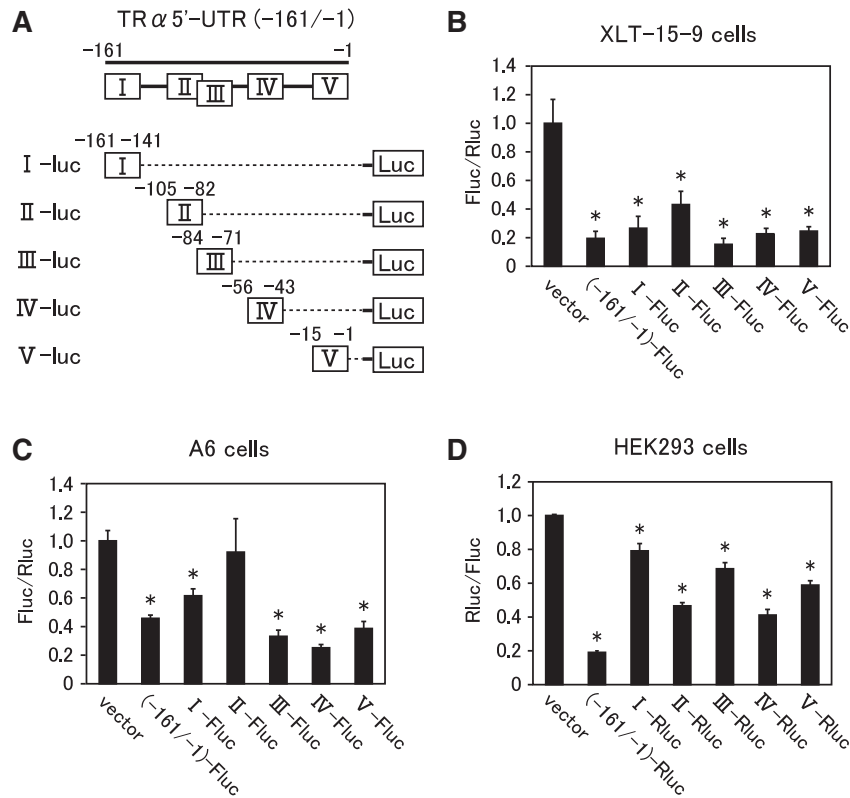 A
TRα5'-UTR (-161/-1)
-161 -1
I II III IV V
-161 -141
I-luc I Luc
-105 -82
II-luc II Luc
-84 -71
III-luc III Luc
-56 -43
IV-luc IV Luc
-15 -1
V-luc V Luc
B
XLT-15-9 cells
Fluc/Rluc
1.4
1.2
1.0
0.8
0.6
0.4
0.2
0
* * * * * *
vector
(-161/-1)-Fluc
I-Fluc
II-Fluc
III-Fluc
IV-Fluc
V-Fluc
C
A6 cells
Fluc/Rluc
1.4
1.2
1.0
0.8
0.6
0.4
0.2
0
* * * * *
vector
(-161/-1)-Fluc
I-Fluc
II-Fluc
III-Fluc
IV-Fluc
V-Fluc
D
HEK293 cells
Rluc/Fluc
1.2
1.0
0.8
0.6
0.4
0.2
0
* * * * * *
vector
(-161/-1)-Rluc
I-Rluc
II-Rluc
III-Rluc
IV-Rluc
V-Rluc